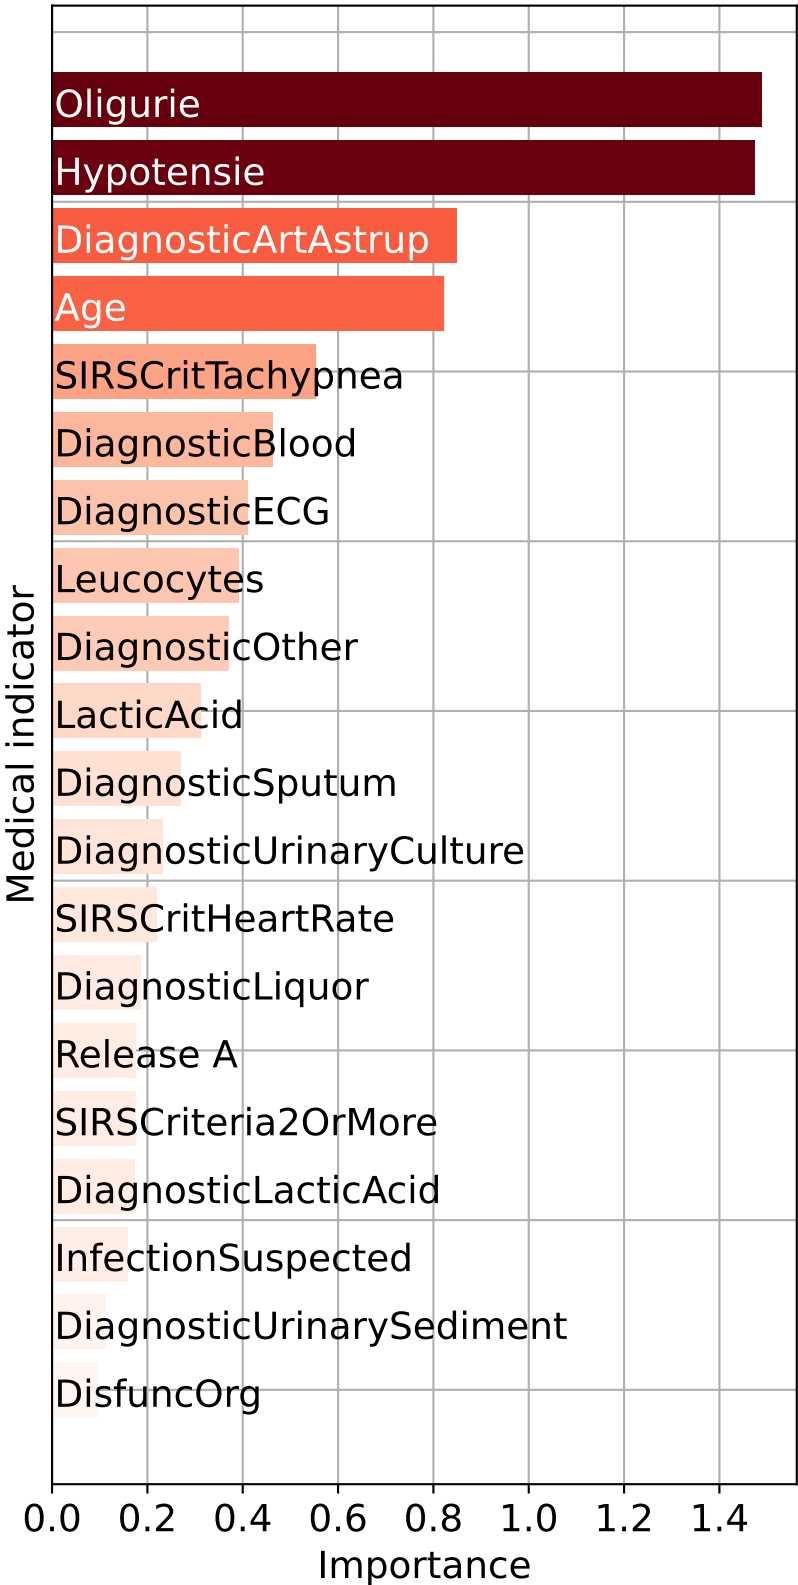 Oligurie
Hypotensie
DiagnosticArtAstrup
Age
SIRSCritTachypnea
DiagnosticBlood
DiagnosticECG
Leucocytes
DiagnosticOther
LacticAcid
DiagnosticSputum
DiagnosticUrinaryCulture
SIRSCritHeartRate
DiagnosticLiquor
Release A
SIRSCriteria2OrMore
DiagnosticLacticAcid
InfectionSuspected
DiagnosticUrinarySediment
DisfuncOrg
Medical indicator
0.0 0.2 0.4 0.6 0.8 1.0 1.2 1.4
Importance